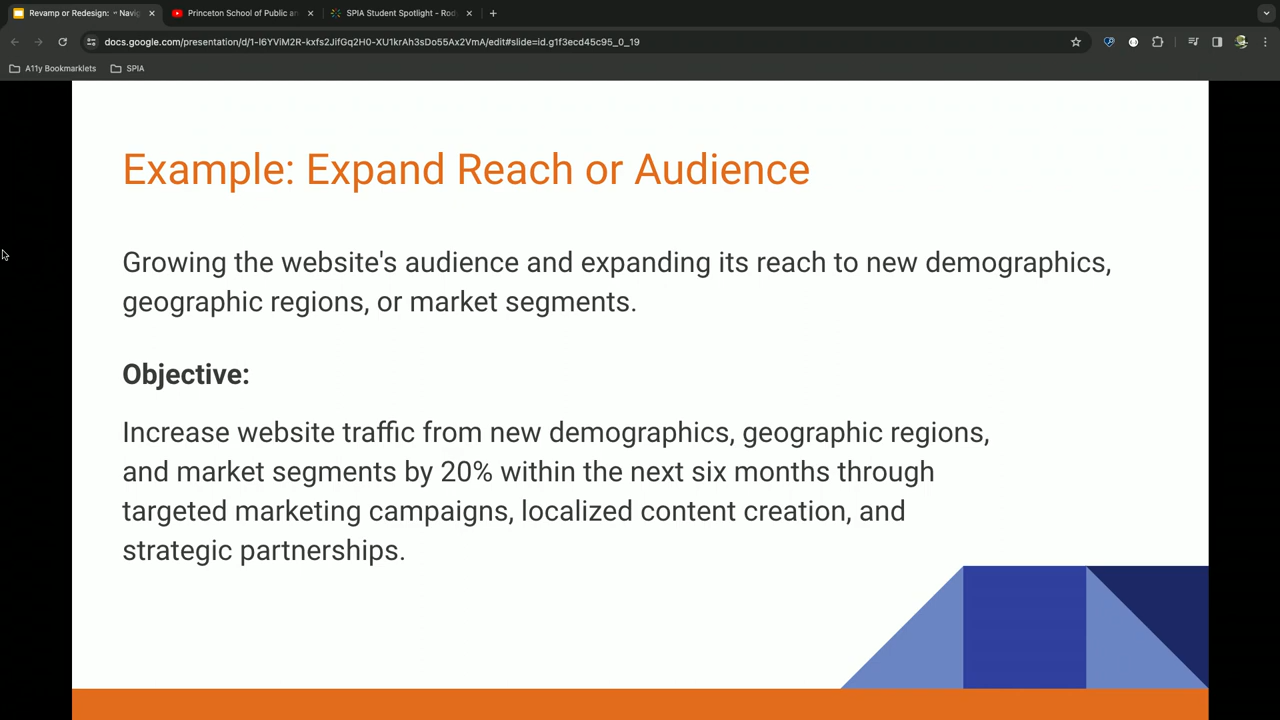 Revamp or Redesign: " Navig
Princeton School of Public an
SPIA Student Spotlight - Rod
docs.google.com/presentation/d/1-I6YViM2R-kxfs2JifGq2H0-XU1krAh3sDo55Ax2VmA/edit#slide=id.g1f3ecd45c95_0_19
A11y Bookmarklets
SPIA
Example: Expand Reach or Audience
Growing the website's audience and expanding its reach to new demographics,
geographic regions, or market segments.
Objective:
Increase website traffic from new demographics, geographic regions,
and market segments by 20% within the next six months through
targeted marketing campaigns, localized content creation, and
strategic partnerships.